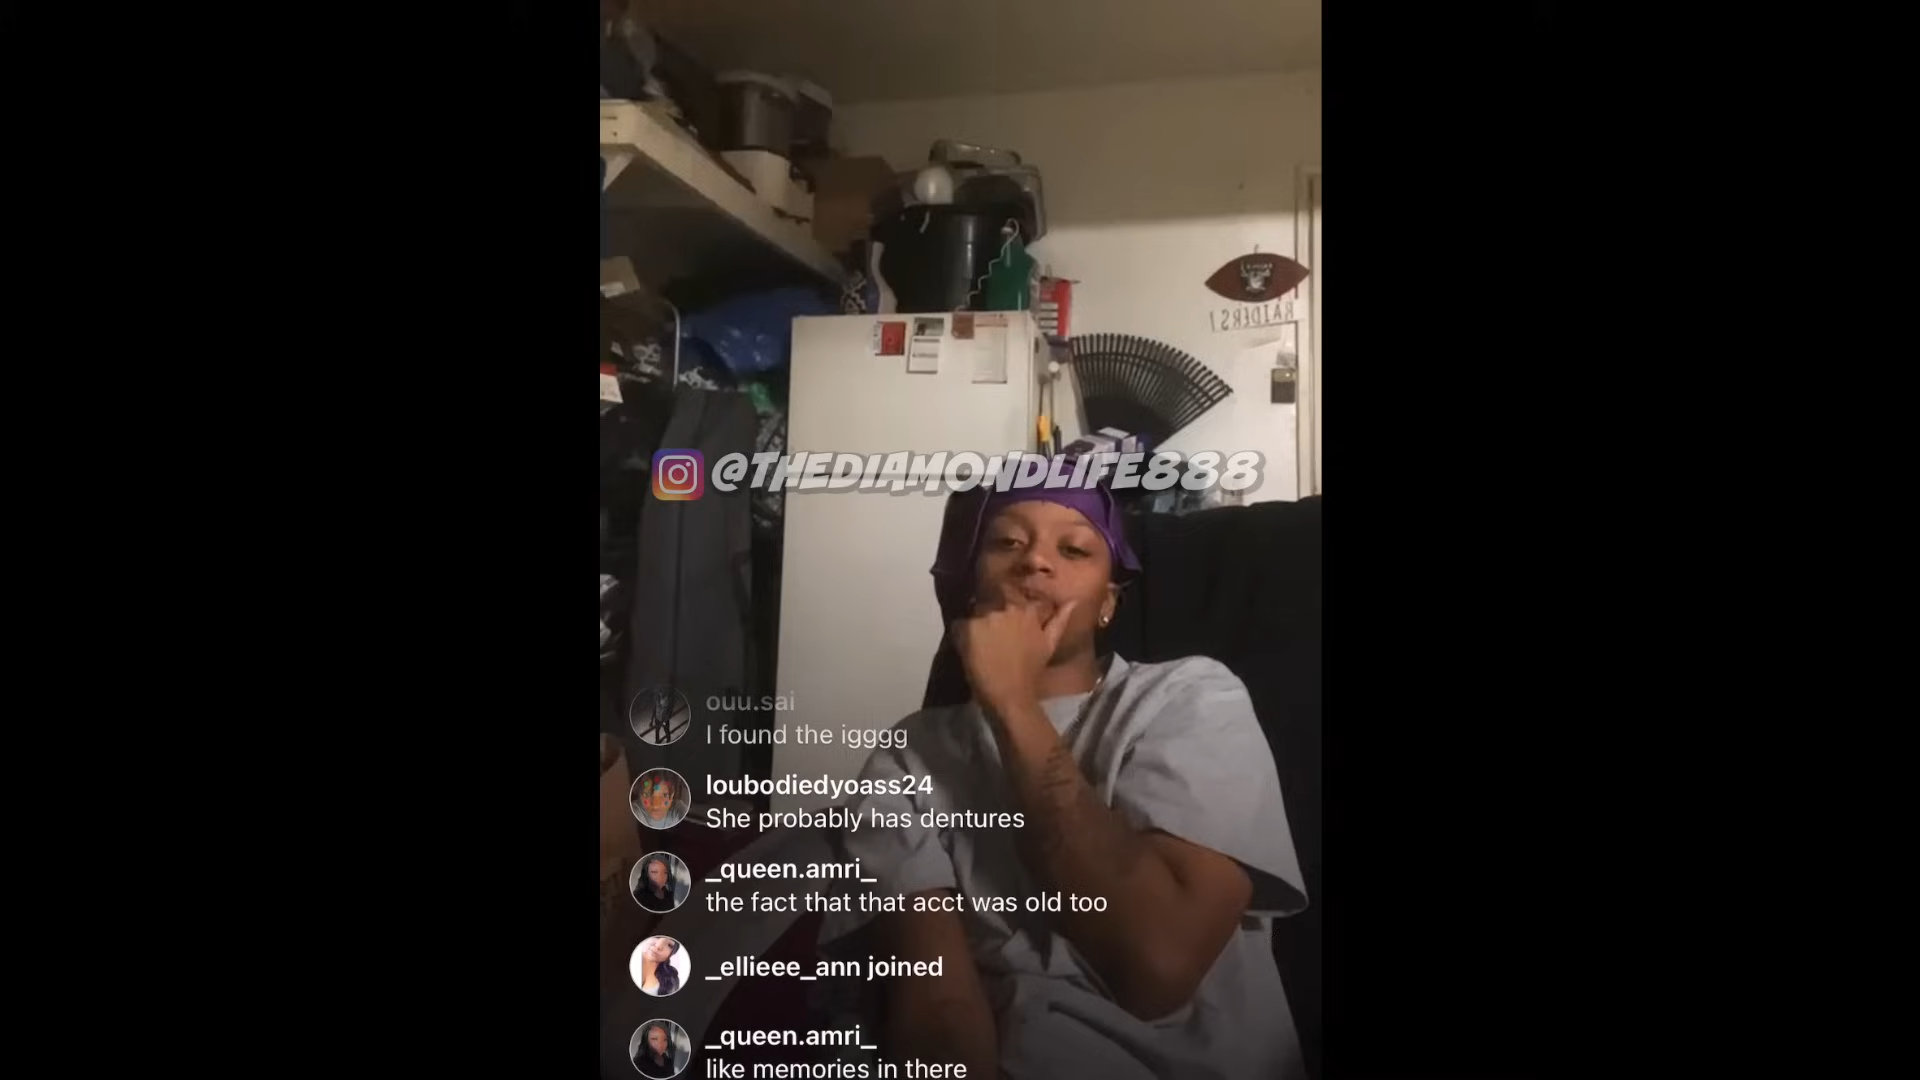 RAIDERS!
@THEDIAMONDLIFE888
ouu.sai
I found the igggg
loubodiedyoass24
She probably has dentures
_queen.amri_
the fact that that acct was old too
_ellieee_ann joined
_queen.amri_
like memories in there